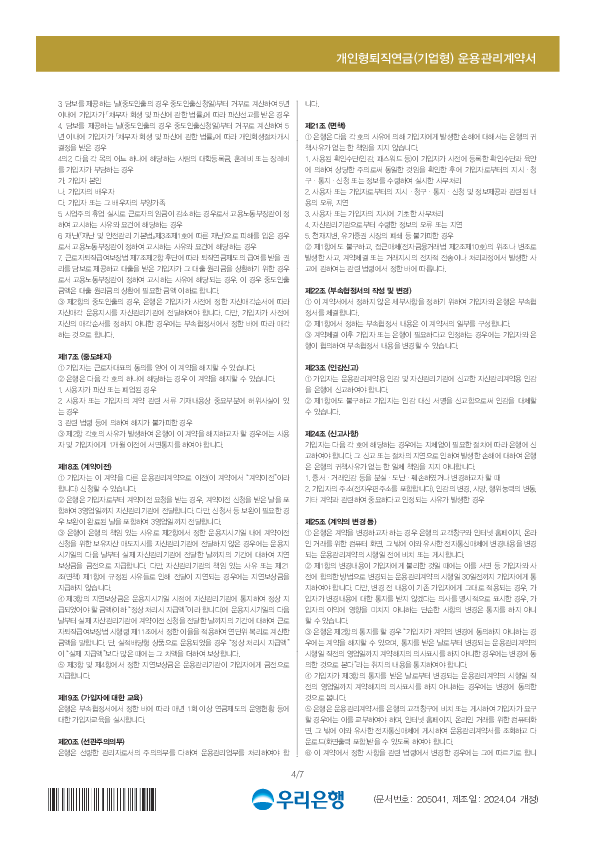 개인형퇴직연금(기업형) 운용관리계약서
3. 담보를 제공하는 날(중도인출의 경우 중도인출신청일)부터 거꾸로 계산하여 5년
이내에 가입자가 「채무자 회생 및 파산에 관한 법률」에 따라 파산선고를 받은 경우
4. 담보를 제공하는 날(중도인출의 경우 중도인출신청일)부터 거꾸로 계산하여 5
년 이내에 가입자가 「채무자 회생 및 파산에 관한 법률」에 따라 개인회생절차개시
결정을 받은 경우
4의2. 다음 각 목의 어느 하나에 해당하는 사람의 대학등록금, 혼례비 또는 장례비
를 가입자가 부담하는 경우
가. 가입자 본인
나. 가입자의 배우자
다. 가입자 또는 그 배우자의 부양가족
5. 사업주의 휴업 실시로 근로자의 임금이 감소하는 경우로서 고용노동부장관이 정
하여 고시하는 사유와 요건에 해당하는 경우
6. 재난(「재난 및 안전관리 기본법」제3조제1호에 따른 재난)으로 피해를 입은 경우
로서 고용노동부장관이 정하여 고시하는 사유와 요건에 해당하는 경우
7. 근로자퇴직급여보장법 제7조제2항 후단에 따라 퇴직연금제도의 급여를 받을 권
리를 담보로 제공하고 대출을 받은 가입자가 그 대출 원리금을 상환하기 위한 경우
로서 고용노동부장관이 정하여 고시하는 사유에 해당되는 경우, 이 경우 중도인출
금액은 대출 원리금의 상환에 필요한 금액 이하로 합니다.
③ 제2항의 중도인출의 경우, 은행은 가입자가 사전에 정한 자산매각순서에 따라
자산매각 운용지시를 자산관리기관에 전달하여야 합니다. 다만, 가입자가 사전에
자산의 매각순서를 정하지 아니한 경우에는 부속협정서에서 정한 바에 따라 매각
하는 것으로 합니다.
제17조 (중도해지)
① 가입자는 근로자대표의 동의를 얻어 이 계약을 해지할 수 있습니다.
② 은행은 다음 각 호의 하나에 해당하는 경우 이 계약을 해지할 수 있습니다.
1. 사용자가 파산 또는 폐업된 경우
2. 사용자 또는 가입자의 계약 관련 서류 기재내용상 중요부분에 허위사실이 있
는 경우
3. 관련 법령 등에 의하여 해지가 불가피한 경우
③ 제2항 각호의 사유가 발생하여 은행이 이 계약을 해지하고자 할 경우에는 사용
자 및 가입자에게 1개월 이전에 서면통지를 하여야 합니다.
제18조 (계약이전)
① 가입자는 이 계약을 다른 운용관리계약으로 이전(이하에서 "계약이전"이라
합니다) 신청할 수 있습니다.
② 은행은 가입자로부터 계약이전 요청을 받는 경우, 계약이전 신청을 받은 날을 포
함하여 3영업일까지 자산관리기관에 전달합니다. 다만, 신청서 등 보완이 필요한 경
우 보완이 완료된 날을 포함하여 3영업일까지 전달합니다.
③ 은행이 은행의 책임 있는 사유로 제2항에서 정한 운용지시기일 내에 계약이전
신청을 위한 보유자산 매도지시를 자산관리기관에 전달하지 않은 경우에는 운용지
시기일의 다음 날부터 실제 자산관리기관에 전달한 날까지의 기간에 대하여 지연
보상금을 금전으로 지급합니다. 다만, 자산관리기관의 책임 있는 사유 또는 제21
조(면책) 제1항에 규정된 사유등로 인해 전달이 지연되는 경우에는 지연보상금을
지급하지 않습니다.
④ 제3항의 지연보상금은 운용지시기일 시점에 자산관리기관에 통지하여 정상 지
급되었어야 할 금액(이하 "정상 처리시 지급액"이라 합니다)에 운용지시기일의 다음
날부터 실제 자산관리기관에 계약이전 신청을 전달한 날까지의 기간에 대하여 근로
자퇴직급여보장법 시행령 제11조에서 정한 이율을 적용하여 연단위 복리로 계산한
금액을 말합니다. 단, 실적배당형 상품으로 운용되었을 경우 "정상 처리시 지급액"
이 "실제 지급액"보다 많은 때에는 그 차액을 더하여 보상합니다.
⑤ 제3항 및 제4항에서 정한 지연보상금은 운용관리기관이 가입자에게 금전으로
지급합니다.
제19조 (가입자에 대한 교육)
은행은 부속협정서에서 정한 바에 따라 매년 1회 이상 연금제도의 운영현황 등에
대한 가입자교육을 실시합니다.
제20조 (선관주의의무)
은행은 선량한 관리자로서의 주의의무를 다하여 운용관리업무를 처리하여야 합
니다.
제21조 (면책)
① 은행은 다음 각 호의 사유에 의해 가입자에게 발생한 손해에 대해서는 은행의 귀
책사유가 없는 한 책임을 지지 않습니다.
1. 사용된 확인수단(인감, 패스워드 등)이 가입자가 사전에 등록한 확인수단과 육안
에 의하여 상당한 주의로써 동일한 것임을 확인한 후에 가입자로부터의 지시·청
구·통지·신청 또는 정보를 수령하여 실시한 사무처리
2. 사용자 또는 가입자로부터의 지시·청구·통지·신청 및 정보제공과 관련된 내
용의 오류, 지연
3. 사용자 또는 가입자의 지시에 기초한 사무처리
4. 자산관리기관으로부터 수령한 정보의 오류 또는 지연
5. 천재지변, 유가증권 시장의 폐쇄 등 불가피한 경우
② 제1항에도 불구하고, 접근매체(전자금융거래법 제2조제10호)의 위조나 변조로
발생한 사고, 계약체결 또는 거래지시의 전자적 전송이나 처리과정에서 발생한 사
고에 관하여는 관련 법령에서 정한 바에 따릅니다.
제22조 (부속협정서의 작성 및 변경)
① 이 계약서에서 정하지 않은 세부사항을 정하기 위하여 가입자와 은행은 부속협
정서를 체결합니다.
② 제1항에서 정하는 부속협정서 내용은 이 계약서의 일부를 구성합니다.
③ 계약체결 이후 가입자 또는 은행이 필요하다고 인정하는 경우에는 가입자와 은
행이 협의하여 부속협정서 내용을 변경할 수 있습니다.
제23조 (인감신고)
① 가입자는 운용관리계약용 인감 및 자산관리기관에 신고한 자산관리계약용 인감
을 은행에 신고하여야 합니다.
② 제1항에도 불구하고 가입자는 인감 대신 서명을 신고함으로써 인감을 대체할
수 있습니다.
제24조 (신고사항)
가입자는 다음 각 호에 해당하는 경우에는 지체없이 필요한 절차에 따라 은행에 신
고하여야 합니다. 그 신고 또는 절차의 지연으로 인하여 발생한 손해에 대하여 은행
은 은행의 귀책사유가 없는 한 일체 책임을 지지 아니합니다.
1. 증서·거래인감 등을 분실·도난·훼손하였거나 변경하고자 할 때
2. 가입자의 주소(전자우편주소를 포함합니다), 인감의 변경, 사망, 행위능력의 변동,
기타 계약과 관련하여 중요하다고 인정되는 사유가 발생한 경우
제25조 (계약의 변경 등)
① 은행은 계약을 변경하고자 하는 경우 은행의 고객창구와 인터넷 홈페이지, 온라
인 거래를 위한 컴퓨터 화면, 그 밖에 이와 유사한 전자통신매체에 변경내용을 변경
되는 운용관리계약의 시행일 전에 비치 또는 게시합니다.
② 제1항의 변경내용이 가입자에게 불리한 것일 때에는 이를 서면 등 가입자와 사
전에 합의한 방법으로 변경되는 운용관리계약의 시행일 30일전까지 가입자에게 통
지하여야 합니다. 다만, 변경 전 내용이 기존 가입자에게 그대로 적용되는 경우, 가
입자가 변경내용에 대한 통지를 받지 않겠다는 의사를 명시적으로 표시한 경우, 가
입자의 이익에 영향을 미치지 아니하는 단순한 사항의 변경은 통지를 하지 아니
할 수 있습니다.
③ 은행은 제2항의 통지를 할 경우 "가입자가 계약의 변경에 동의하지 아니하는 경
우에는 계약을 해지할 수 있으며, 통지를 받은 날로부터 변경되는 운용관리계약의
시행일 직전의 영업일까지 계약해지의 의사표시를 하지 아니한 경우에는 변경에 동
의한 것으로 본다"라는 취지의 내용을 통지하여야 합니다.
④ 가입자가 제3항의 통지를 받은 날로부터 변경되는 운용관리계약의 시행일 직
전의 영업일까지 계약해지의 의사표시를 하지 아니하는 경우에는 변경에 동의한
것으로 봅니다.
⑤ 은행은 운용관리계약서를 은행의 고객창구에 비치 또는 게시하여 가입자가 요구
할 경우에는 이를 교부하여야 하며, 인터넷 홈페이지, 온라인 거래를 위한 컴퓨터화
면, 그 밖에 이와 유사한 전자통신매체에 게시하여 운용관리계약서를 조회하고 다
운로드(화면출력 포함)받을 수 있도록 하여야 합니다.
⑥ 이 계약에서 정한 사항을 관련 법령에서 변경한 경우에는 그에 따르기로 합니
4/7
우리은행
(문서번호 : 205041, 제조일 : 2024.04 개정)